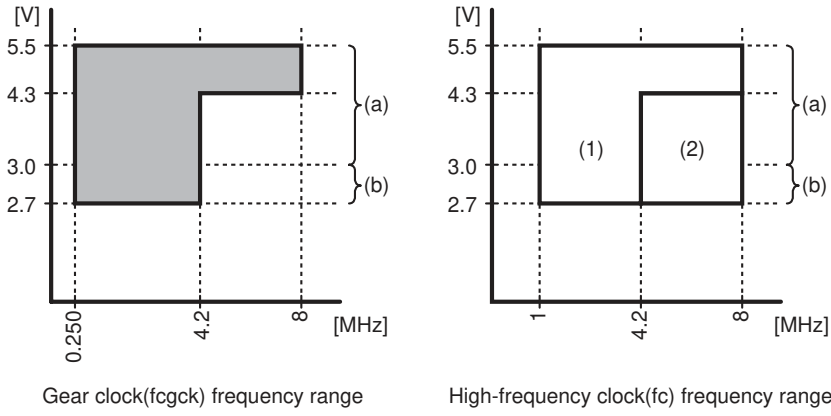 [V]
5.5
4.3
3.0
2.7
(a)
(b)
0.250
4.2
8
[MHz]
Gear clock(fcgck) frequency range
[V]
5.5
4.3
3.0
2.7
(1)
(2)
(a)
(b)
1
4.2
8
[MHz]
High-frequency clock(fc) frequency range